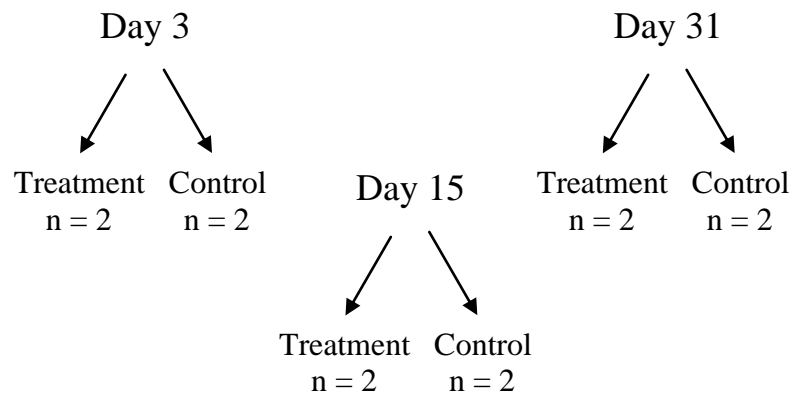 Day 3
Treatment Control
n = 2 n = 2
Day 15
Treatment Control
n = 2 n = 2
Day 31
Treatment Control
n = 2 n = 2